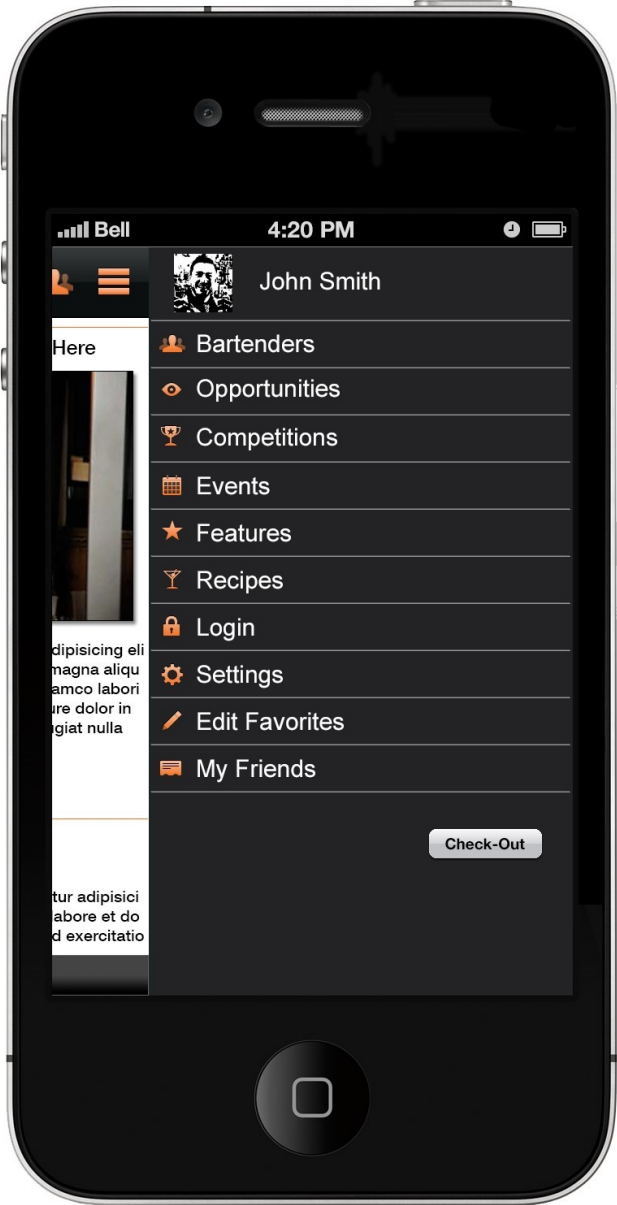 Bell
4:20 PM
John Smith
Here
Bartenders
Opportunities
Competitions
Events
Features
Recipes
Login
Settings
Edit Favorites
My Friends
Check-Out
dipisicing eli
magna aliqu
amco labori
ure dolor in
giat nulla
tur adipisici
labore et do
d exercitatio